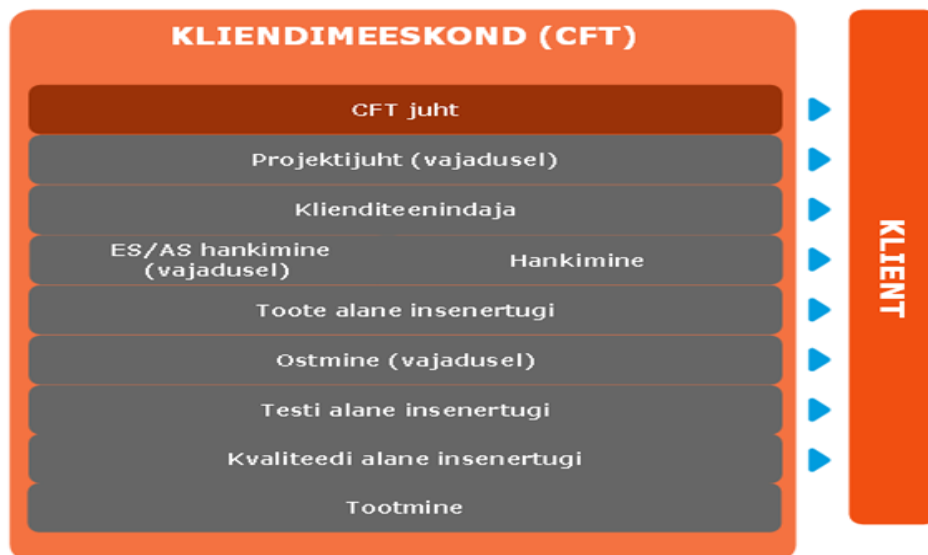 KLIENDIMEESKOND (CFT)
CFT juht
Projektijuht (vajadusel)
Klienditeenindaja
ES/AS hankimine
(vajadusel)
Hankimine
Toote alane insenertugi
Ostmine (vajadusel)
Testi alane insenertugi
Kvaliteedi alane insenertugi
Tootmine
KLIENT